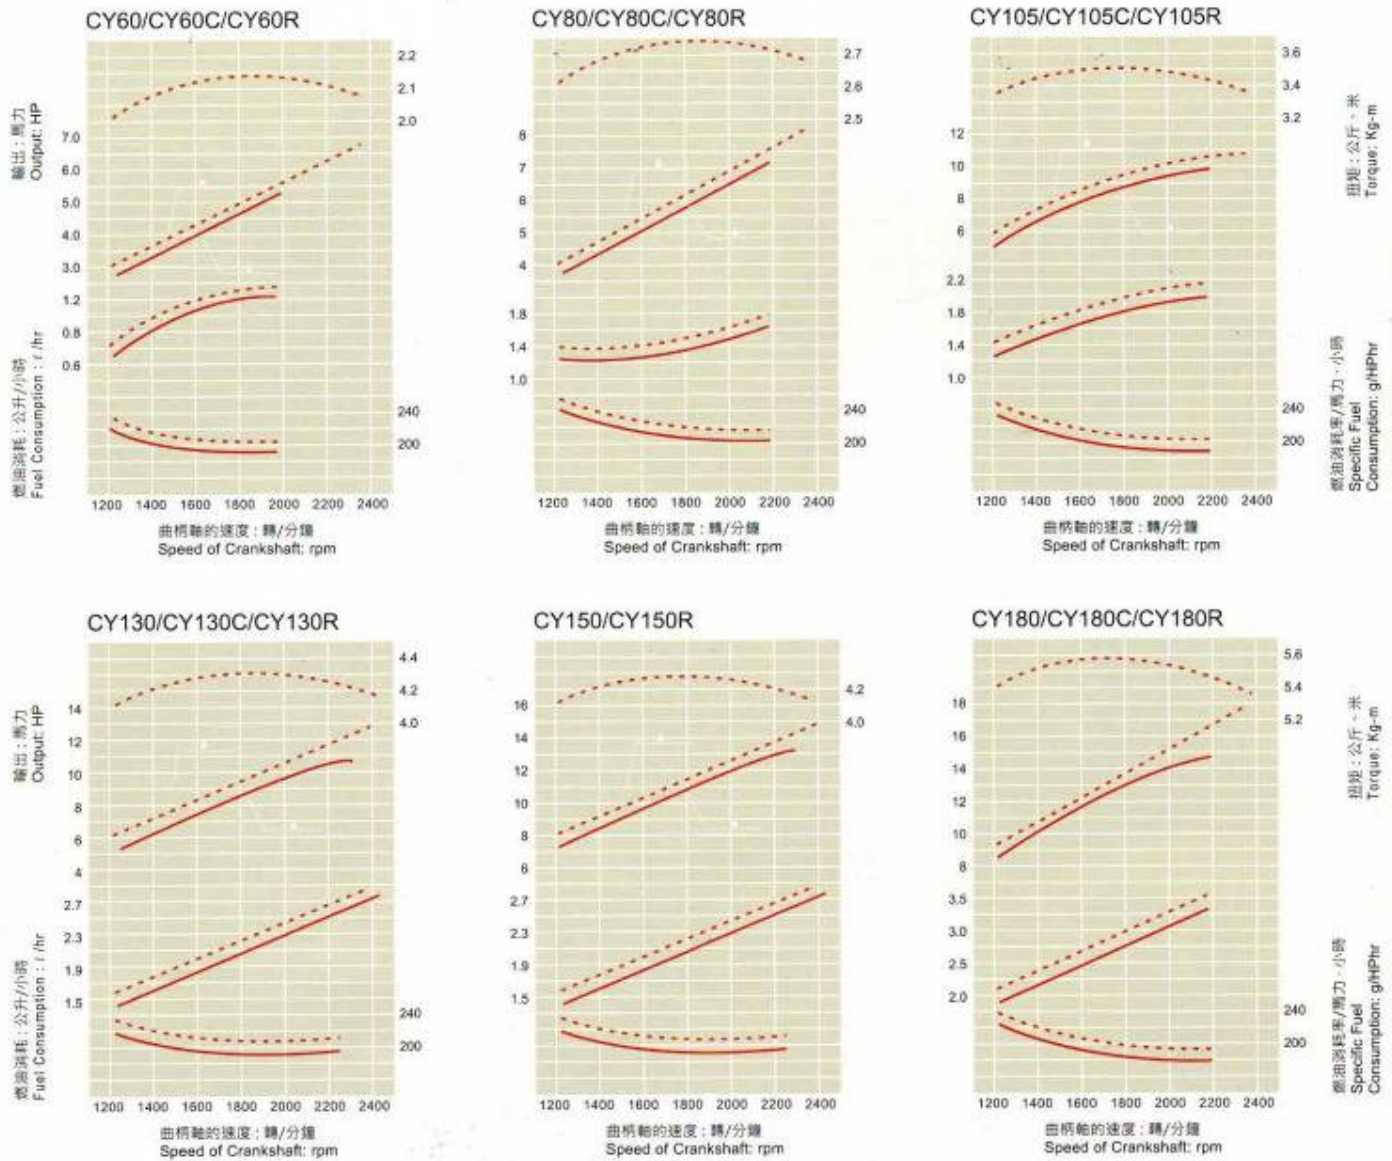 CY60/CY60C/CY60R
輸出：馬力
Output: HP
燃油消耗：公升/小時
Fuel Consumption : ℓ /hr
7.0
6.0
5.0
4.0
3.0
1.2
0.8
0.6
2.2
2.1
2.0
240
200
1200 1400 1600 1800 2000 2200 2400
曲柄軸的速度：轉/分鐘
Speed of Crankshaft: rpm
CY80/CY80C/CY80R
8
7
6
5
4
1.8
1.4
1.0
2.7
2.6
2.5
240
200
1200 1400 1600 1800 2000 2200 2400
曲柄軸的速度：轉/分鐘
Speed of Crankshaft: rpm
CY105/CY105C/CY105R
12
10
8
6
2.2
1.8
1.4
1.0
3.6
3.4
3.2
240
200
扭矩：公斤、米
Torque: Kg-m
燃油消耗率/馬力·小時
Specific Fuel
Consumption: g/HPhr
1200 1400 1600 1800 2000 2200 2400
曲柄軸的速度：轉/分鐘
Speed of Crankshaft: rpm
CY130/CY130C/CY130R
輸出：馬力
Output: HP
燃油消耗：公升/小時
Fuel Consumption : ℓ /hr
14
12
10
8
6
4
2.7
2.3
1.9
1.5
4.4
4.2
4.0
240
200
1200 1400 1600 1800 2000 2200 2400
曲柄軸的速度：轉/分鐘
Speed of Crankshaft: rpm
CY150/CY150R
16
14
12
10
8
6
2.7
2.3
1.9
1.5
4.2
4.0
240
200
1200 1400 1600 1800 2000 2200 2400
曲柄軸的速度：轉/分鐘
Speed of Crankshaft: rpm
CY180/CY180C/CY180R
18
16
14
12
10
8
3.5
3.0
2.5
2.0
5.6
5.4
5.2
240
200
扭矩：公斤、米
Torque: Kg-m
燃油消耗率/馬力·小時
Specific Fuel
Consumption: g/HPhr
1200 1400 1600 1800 2000 2200 2400
曲柄軸的速度：轉/分鐘
Speed of Crankshaft: rpm